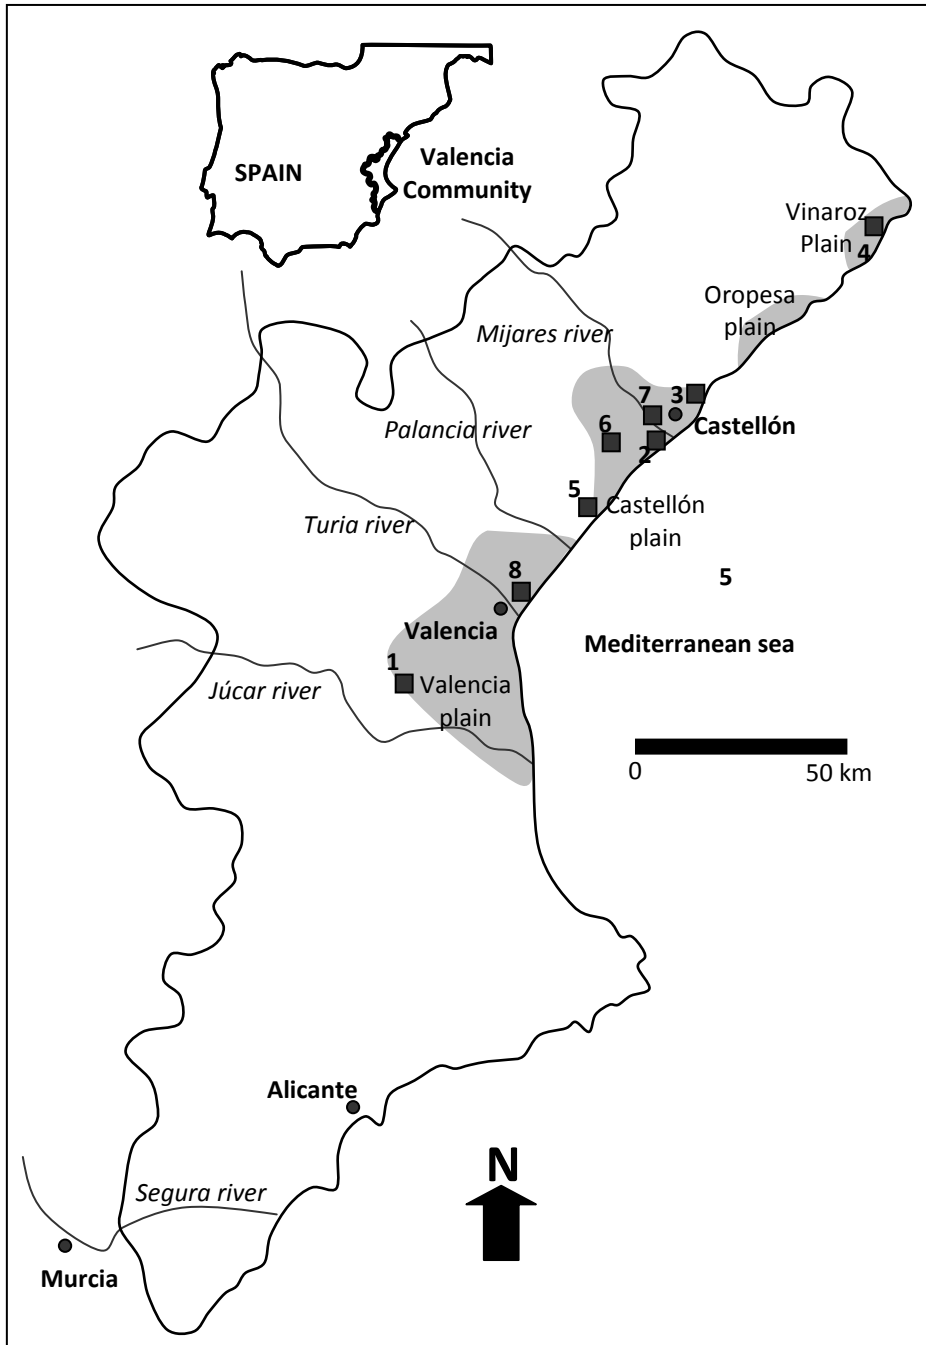 SPAIN
Valencia
Community
Vinaroz
Plain
4
Oropesa
plain
Mijares river
7
3
Castellón
6
2
Palancia river
5
Castellón
plain
Turia river
8
5
Valencia
Mediterranean sea
1
Valencia
plain
Júcar river
0
50 km
Alicante
N
Segura river
Murcia